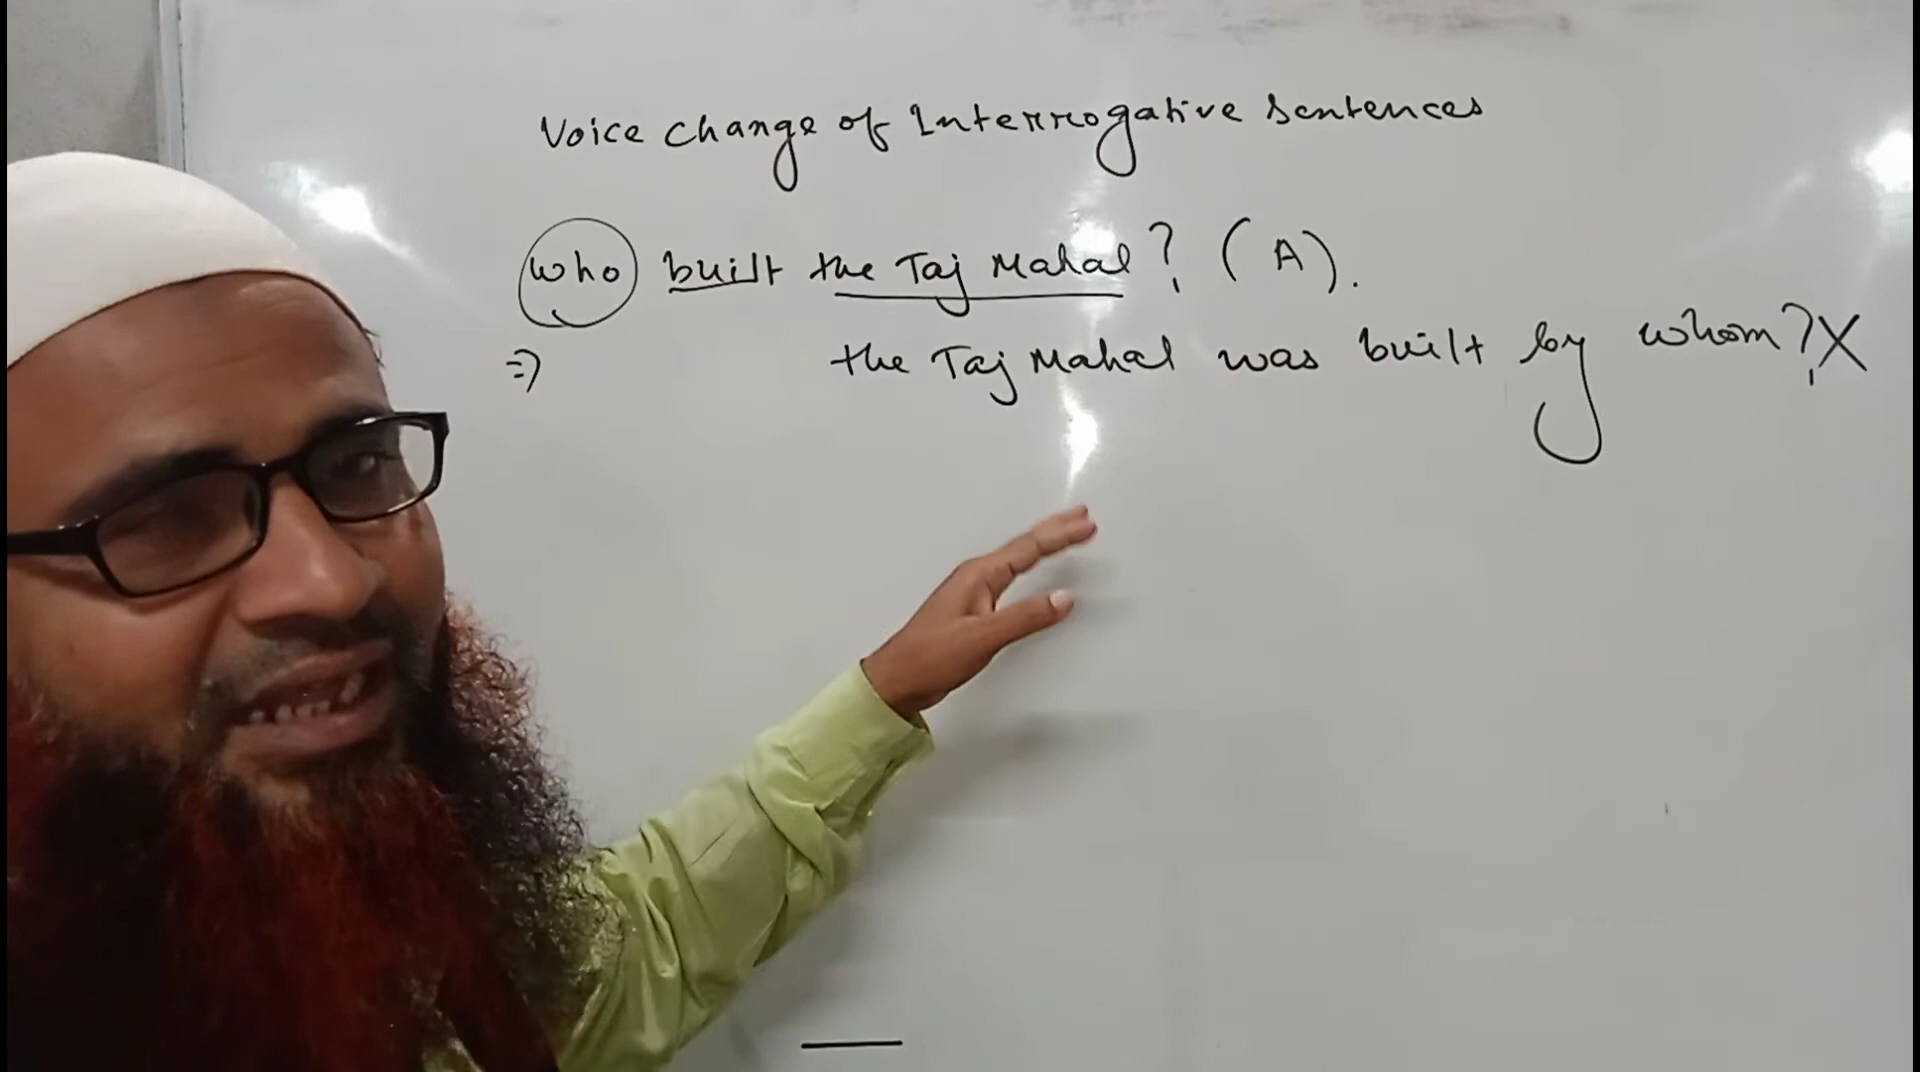 Voice change of Interrogative sentences
who built the Taj Mahal? (A).
⇒ the Taj Mahal was built by whom? X